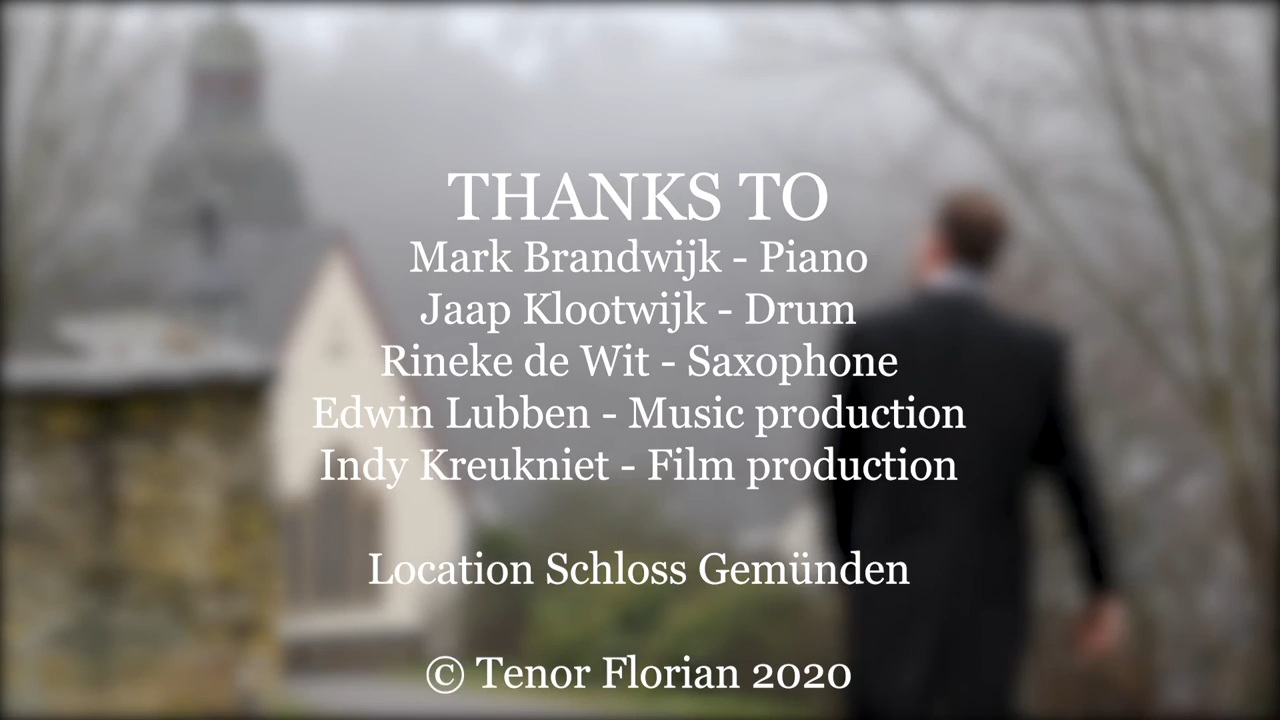 THANKS TO
Mark Brandwijk - Piano
Jaap Klootwijk - Drum
Rineke de Wit - Saxophone
Edwin Lubben - Music production
Indy Kreukniet - Film production
Location Schloss Gemünden
© Tenor Florian 2020